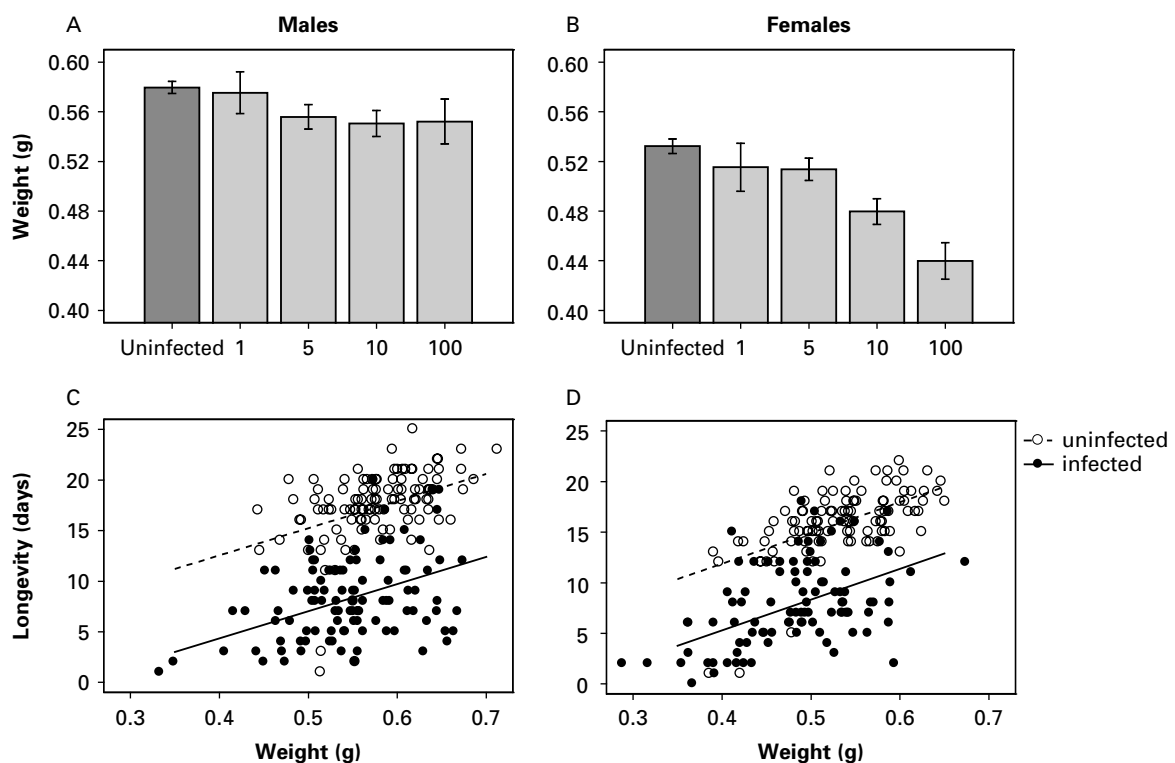 A Males
B Females
Weight (g)
0.60
0.56
0.52
0.48
0.44
0.40
Uninfected 1 5 10 100
0.60
0.56
0.52
0.48
0.44
0.40
Uninfected 1 5 10 100
C
Longevity (days)
25
20
15
10
5
0
0.3 0.4 0.5 0.6 0.7
Weight (g)
D
25
20
15
10
5
0
0.3 0.4 0.5 0.6 0.7
Weight (g)
uninfected
infected